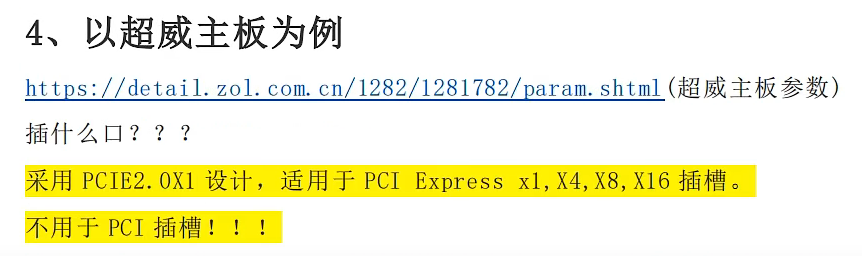 4、以超威主板为例
https://detail.zol.com.cn/1282/1281782/param.shtml(超威主板参数)
插什么口？？？
采用 PCIE2.0X1 设计，适用于 PCI Express x1,X4,X8,X16 插槽。
不用于 PCI 插槽！！！